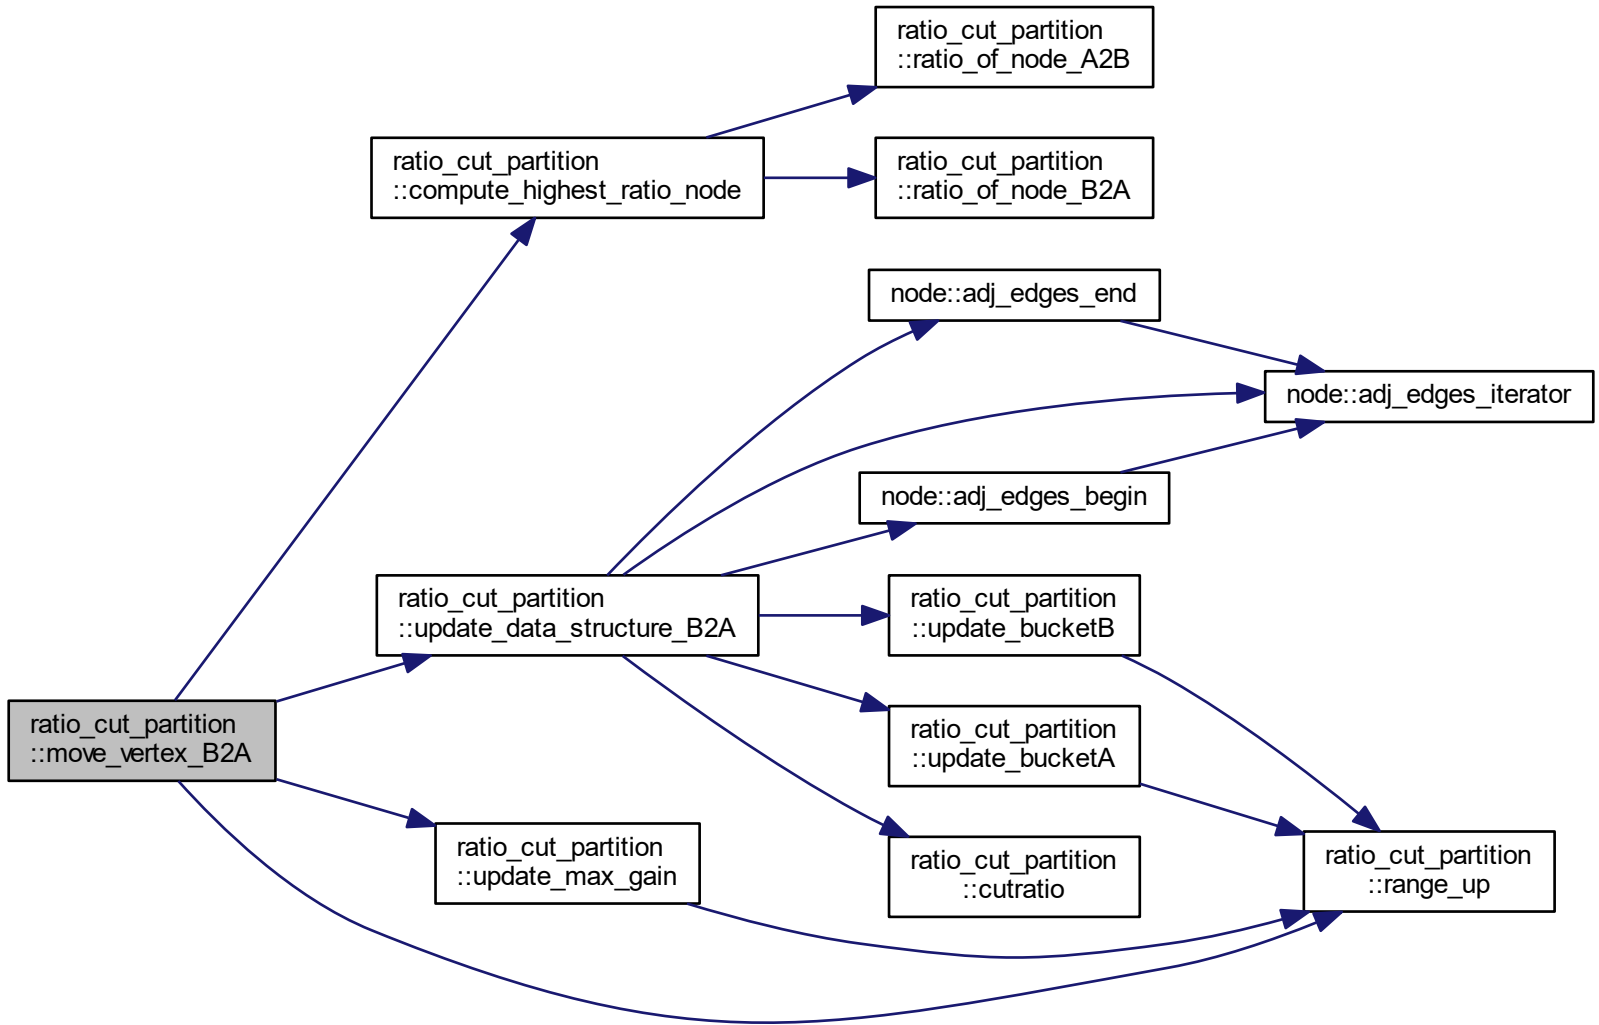 ratio_cut_partition
::ratio_of_node_A2B
ratio_cut_partition
::compute_highest_ratio_node
ratio_cut_partition
::ratio_of_node_B2A
node::adj_edges_end
node::adj_edges_iterator
node::adj_edges_begin
ratio_cut_partition
::update_data_structure_B2A
ratio_cut_partition
::update_bucketB
ratio_cut_partition
::move_vertex_B2A
ratio_cut_partition
::update_bucketA
ratio_cut_partition
::update_max_gain
ratio_cut_partition
::cutratio
ratio_cut_partition
::range_up